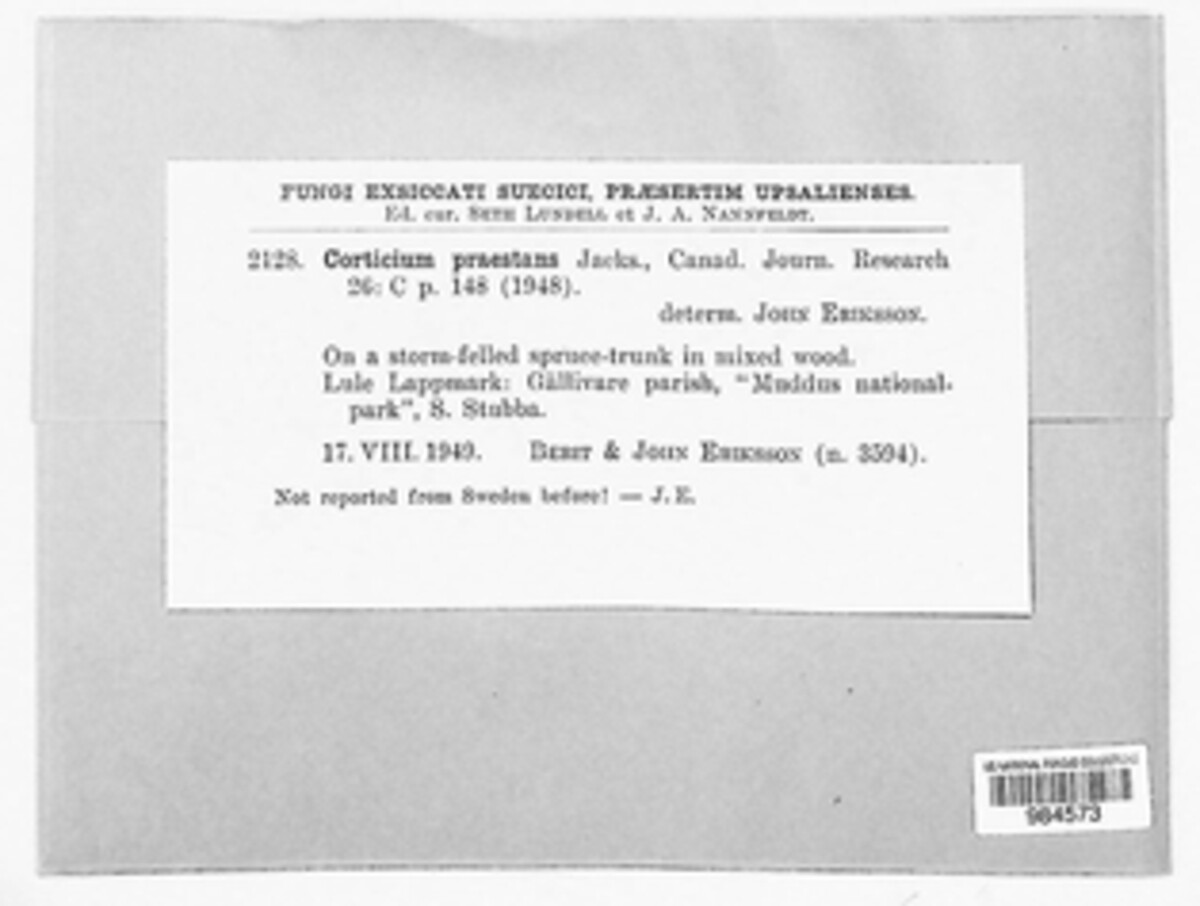 FUNGI EXSICCATI SUECICI, PRÆSERTIM UPSALIENSES.
Ed. cur. SETH LUNDELL et J. A. NANNFELDT.
2128. Corticium praestans Jacks., Canad. Journ. Research
26: C p. 148 (1948).
determ. JOHN ERIKSSON.
On a storm-felled spruce-trunk in mixed wood.
Lule Lappmark: Gällivare parish, "Muddus national-
park", S. Stubba.
17. VIII. 1949. BERIT & JOHN ERIKSSON (n. 3594).
Not reported from Sweden before! — J. E.
984573